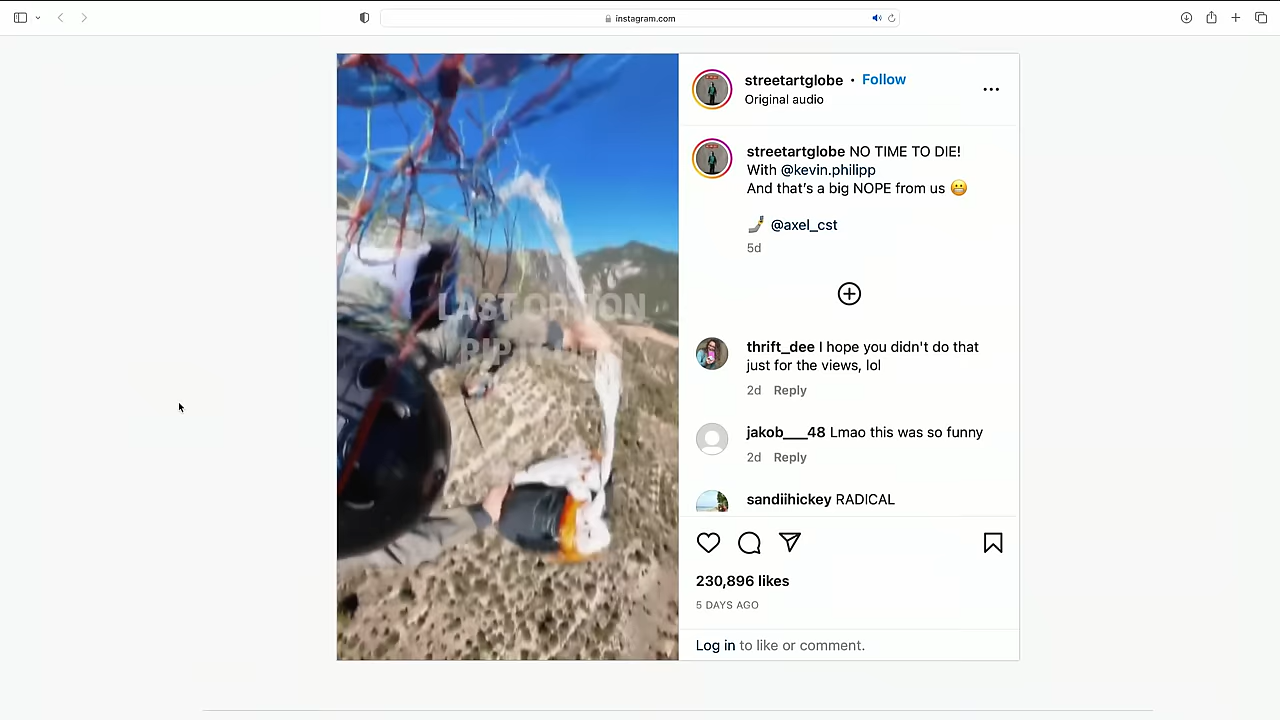 instagram.com
streetartglobe • Follow
Original audio
streetartglobe NO TIME TO DIE!
With @kevin.philipp
And that's a big NOPE from us 😬
🤳 @axel_cst
5d
LAST OPTION
thrift_dee I hope you didn't do that
just for the views, lol
2d Reply
jakob___48 Lmao this was so funny
2d Reply
sandiihickey RADICAL
230,896 likes
5 DAYS AGO
Log in to like or comment.